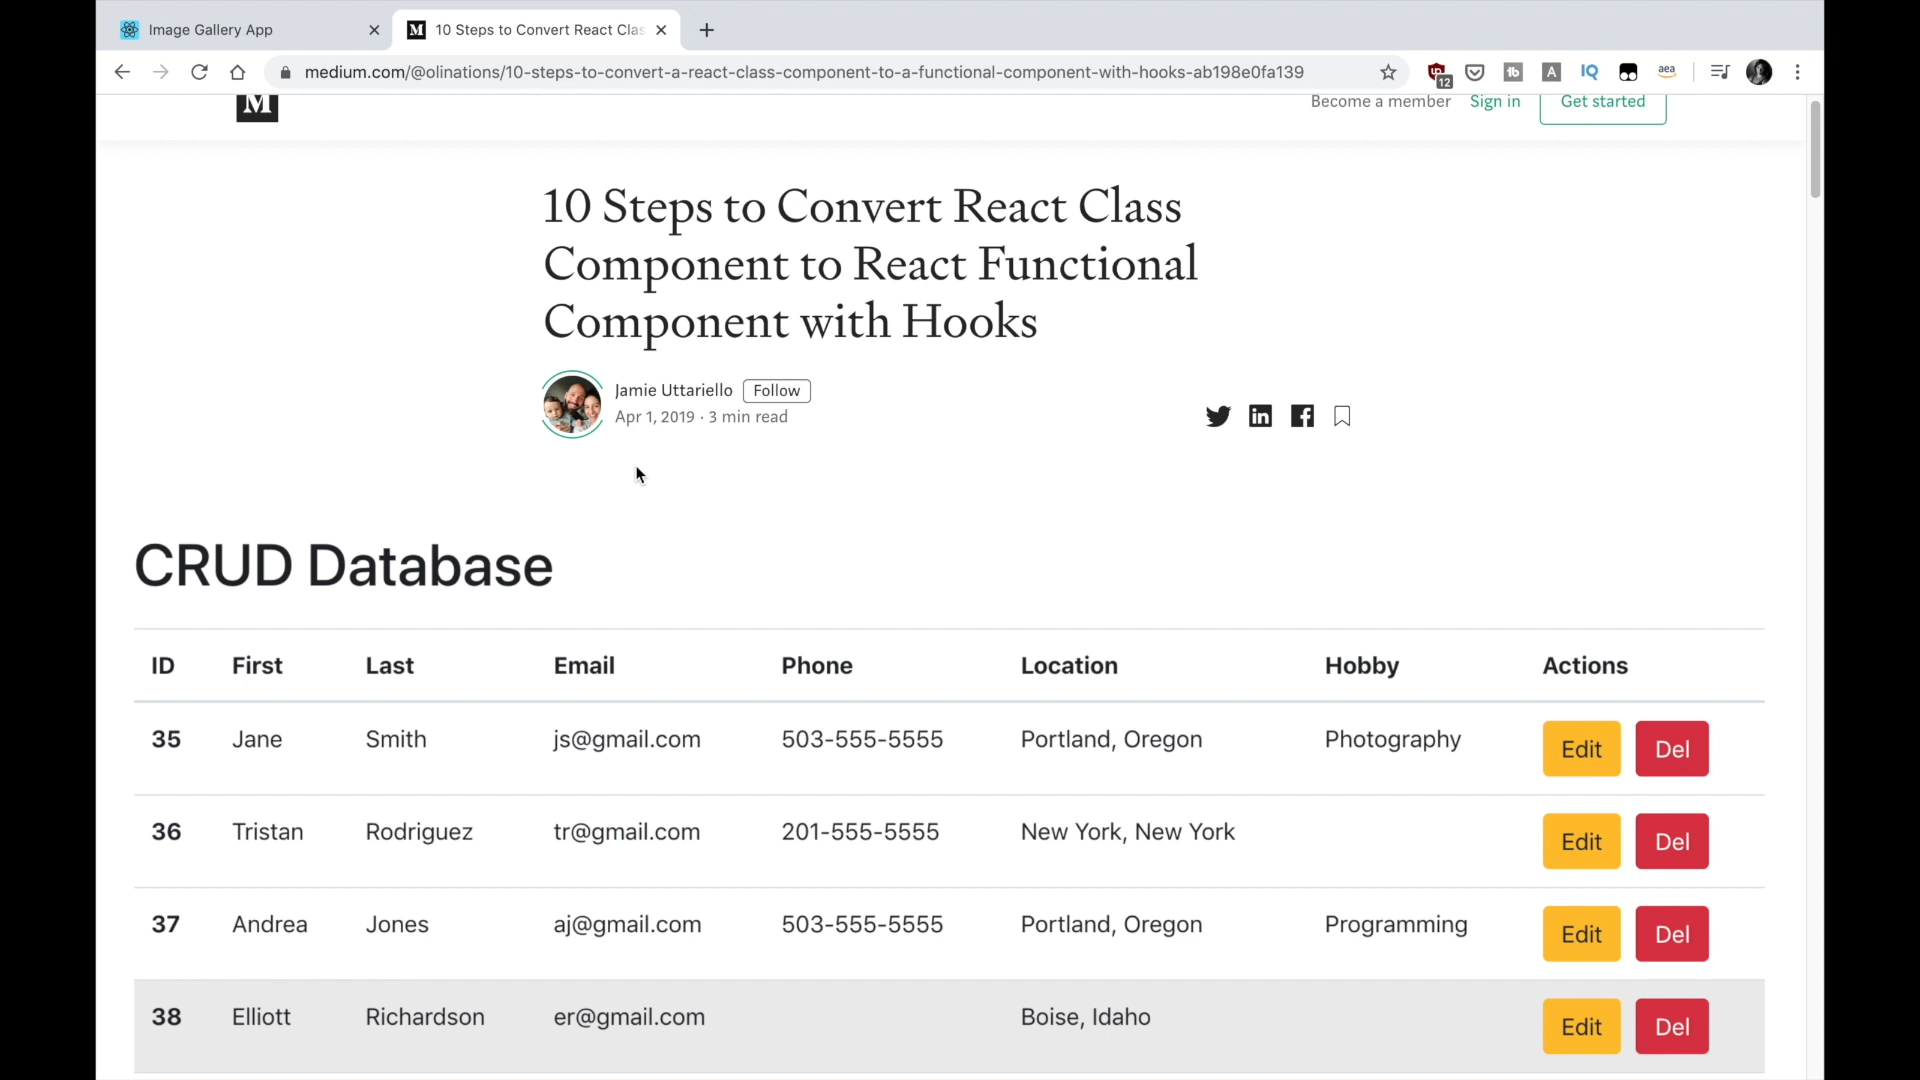 Image Gallery App
10 Steps to Convert React Clas
medium.com/@olinations/10-steps-to-convert-a-react-class-component-to-a-functional-component-with-hooks-ab198e0fa139
12
tb
A
IQ
aea
M
Become a member Sign in Get started
10 Steps to Convert React Class
Component to React Functional
Component with Hooks
Jamie Uttariello Follow
Apr 1, 2019 · 3 min read
CRUD Database
ID First Last Email Phone Location Hobby Actions
35 Jane Smith js@gmail.com 503-555-5555 Portland, Oregon Photography Edit Del
36 Tristan Rodriguez tr@gmail.com 201-555-5555 New York, New York Edit Del
37 Andrea Jones aj@gmail.com 503-555-5555 Portland, Oregon Programming Edit Del
38 Elliott Richardson er@gmail.com Boise, Idaho Edit Del